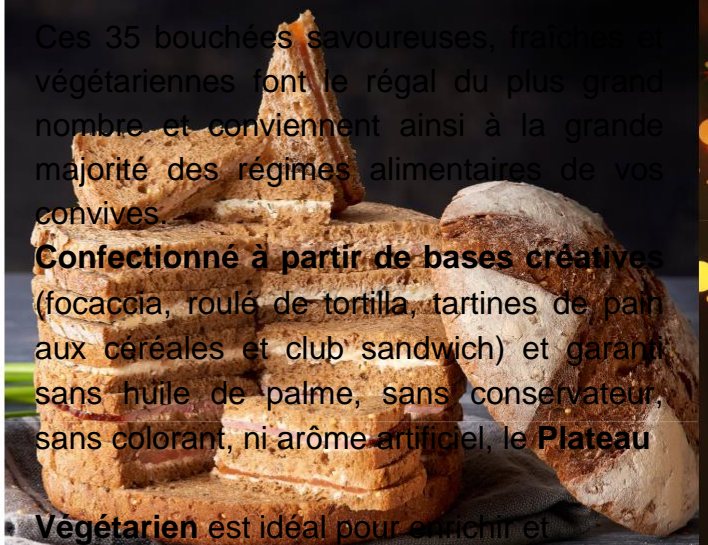 Ces 35 bouchées savoureuses, fraîches et
végétariennes font le régal du plus grand
nombre et conviennent ainsi à la grande
majorité des régimes alimentaires de vos
convives.
Confectionné à partir de bases créatives
(focaccia, roulé de tortilla, tartines de pain
aux céréales et club sandwich) et garanti
sans huile de palme, sans conservateur,
sans colorant, ni arôme artificiel, le Plateau
Végétarien est idéal pour enrichir et